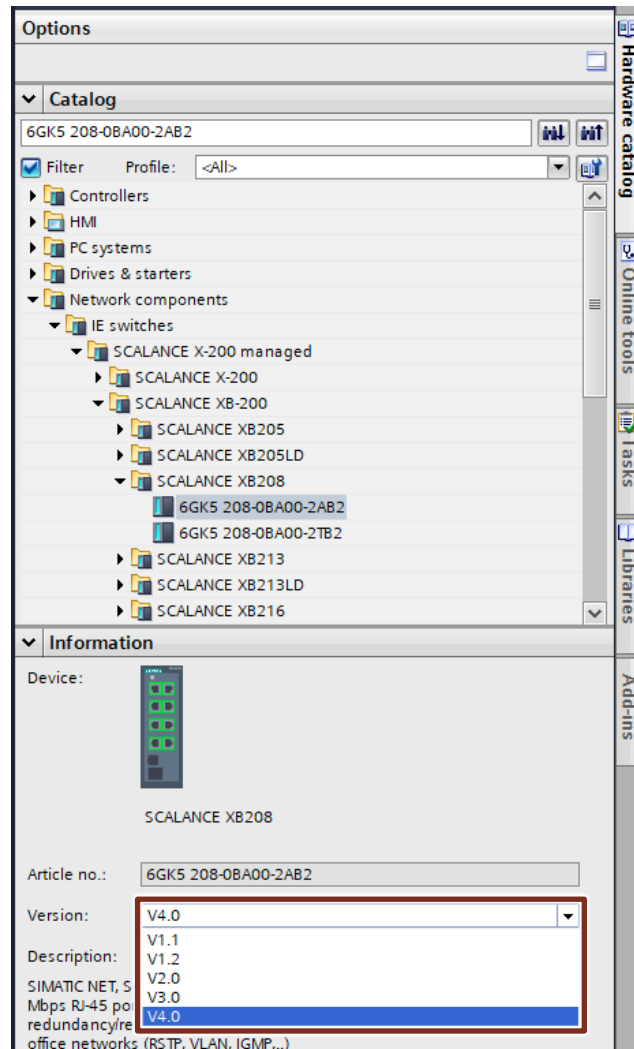 Options
Catalog
6GK5 208-0BA00-2AB2
Filter Profile: <All>
Controllers
HMI
PC systems
Drives & starters
Network components
IE switches
SCALANCE X-200 managed
SCALANCE X-200
SCALANCE XB-200
SCALANCE XB205
SCALANCE XB205LD
SCALANCE XB208
6GK5 208-0BA00-2AB2
6GK5 208-0BA00-2TB2
SCALANCE XB213
SCALANCE XB213LD
SCALANCE XB216
Information
Device:
SCALANCE XB208
Article no.: 6GK5 208-0BA00-2AB2
Version: V4.0
V1.1
V1.2
V2.0
V3.0
V4.0
Description:
SIMATIC NET, S
Mbps RJ-45 po
redundancy/re
office networks (RSTP, VLAN, IGMP,...)
Hardware catalog
Online tools
Tasks
Libraries
Add-ins